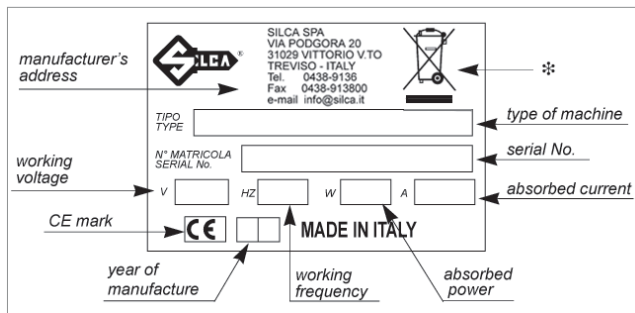 manufacturer's
address
SILCA®
SILCA SPA
VIA PODGORA 20
31029 VITTORIO V.TO
TREVISO - ITALY
Tel. 0438-9136
Fax 0438-913800
e-mail info@silca.it
*
TIPO
TYPE
type of machine
N° MATRICOLA
SERIAL No.
serial No.
working
voltage
V HZ W A
absorbed current
CE mark
CE MADE IN ITALY
year of
manufacture
working
frequency
absorbed
power